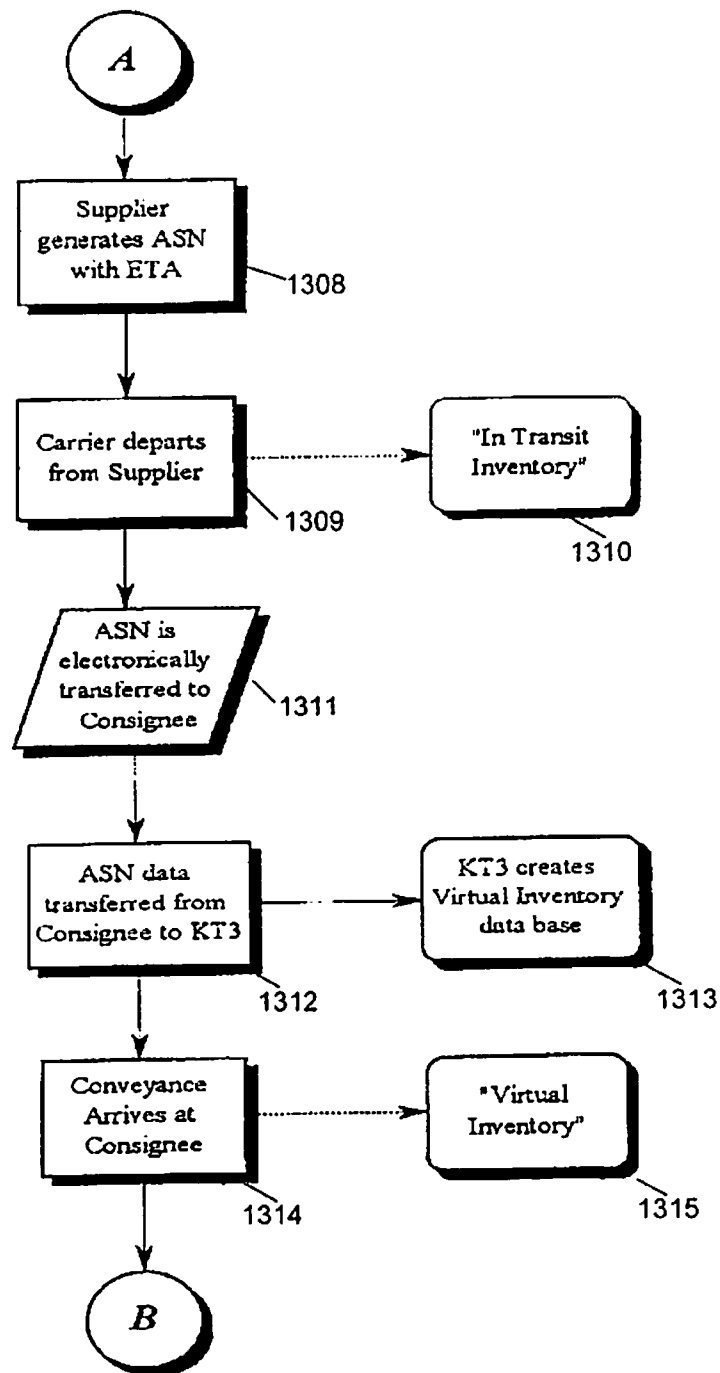 A
Supplier
generates ASN
with ETA
1308
Carrier departs
from Supplier
1309
"In Transit
Inventory"
1310
ASN is
electronically
transferred to
Consignee
1311
ASN data
transferred from
Consignee to KT3
1312
KT3 creates
Virtual Inventory
data base
1313
Conveyance
Arrives at
Consignee
1314
"Virtual
Inventory"
1315
B